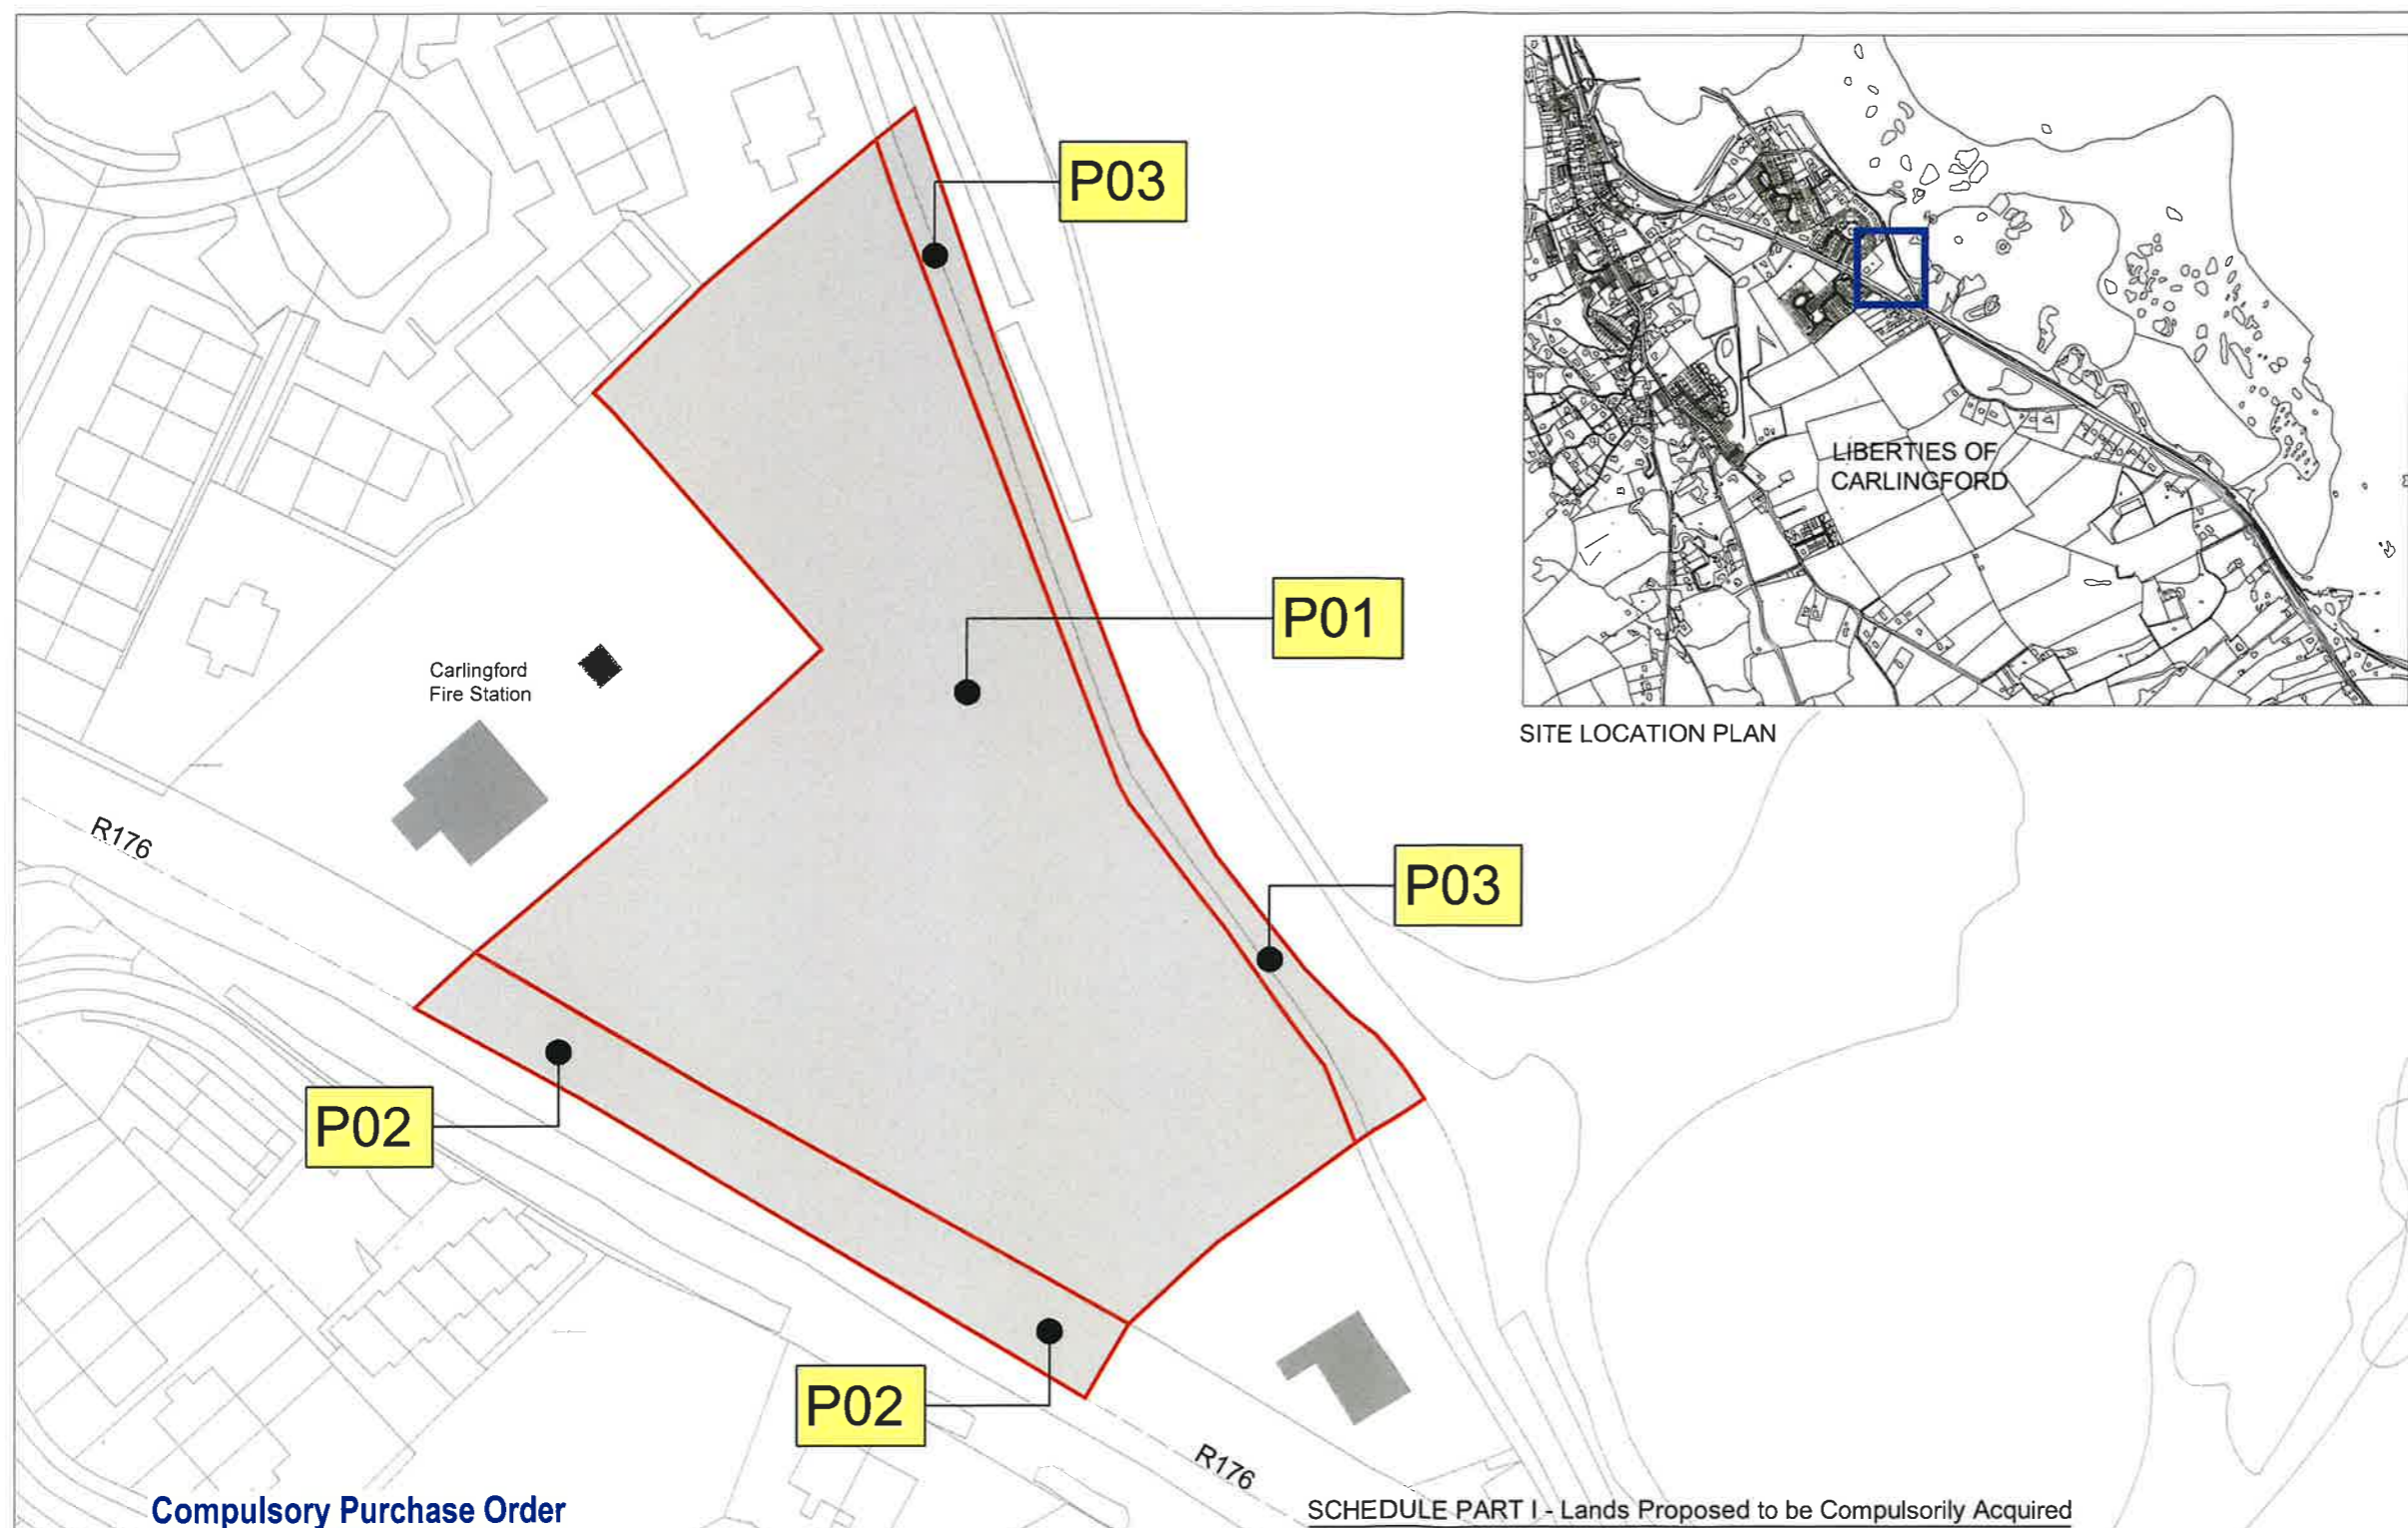 P03
P01
P03
P02
P02
Carlingford
Fire Station
R176
R176
LIBERTIES OF
CARLINGFORD
SITE LOCATION PLAN
Compulsory Purchase Order
SCHEDULE PART I - Lands Proposed to be Compulsorily Acquired